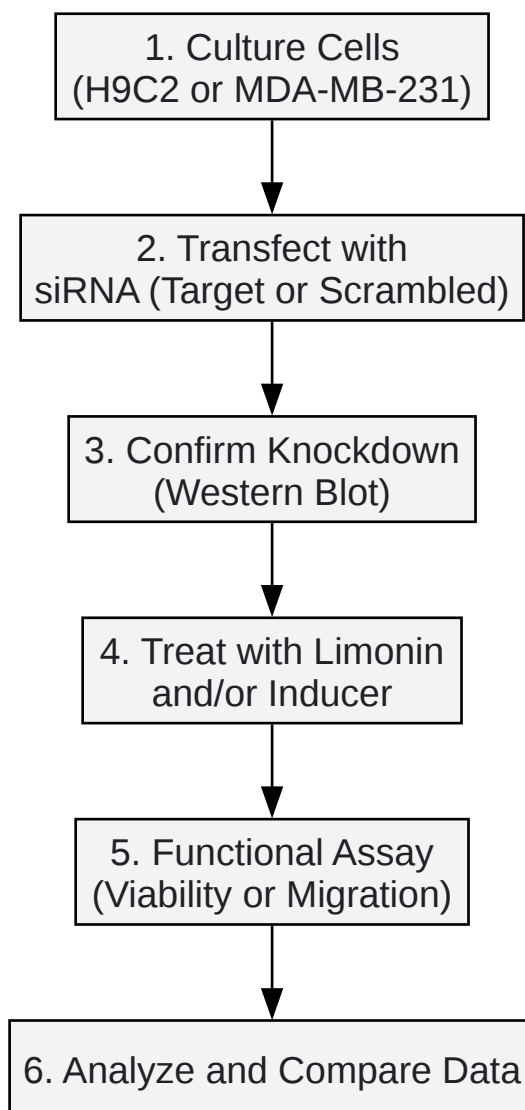 1. Culture Cells
(H9C2 or MDA-MB-231)
2. Transfect with
siRNA (Target or Scrambled)
3. Confirm Knockdown
(Western Blot)
4. Treat with Limonin
and/or Inducer
5. Functional Assay
(Viability or Migration)
6. Analyze and Compare Data